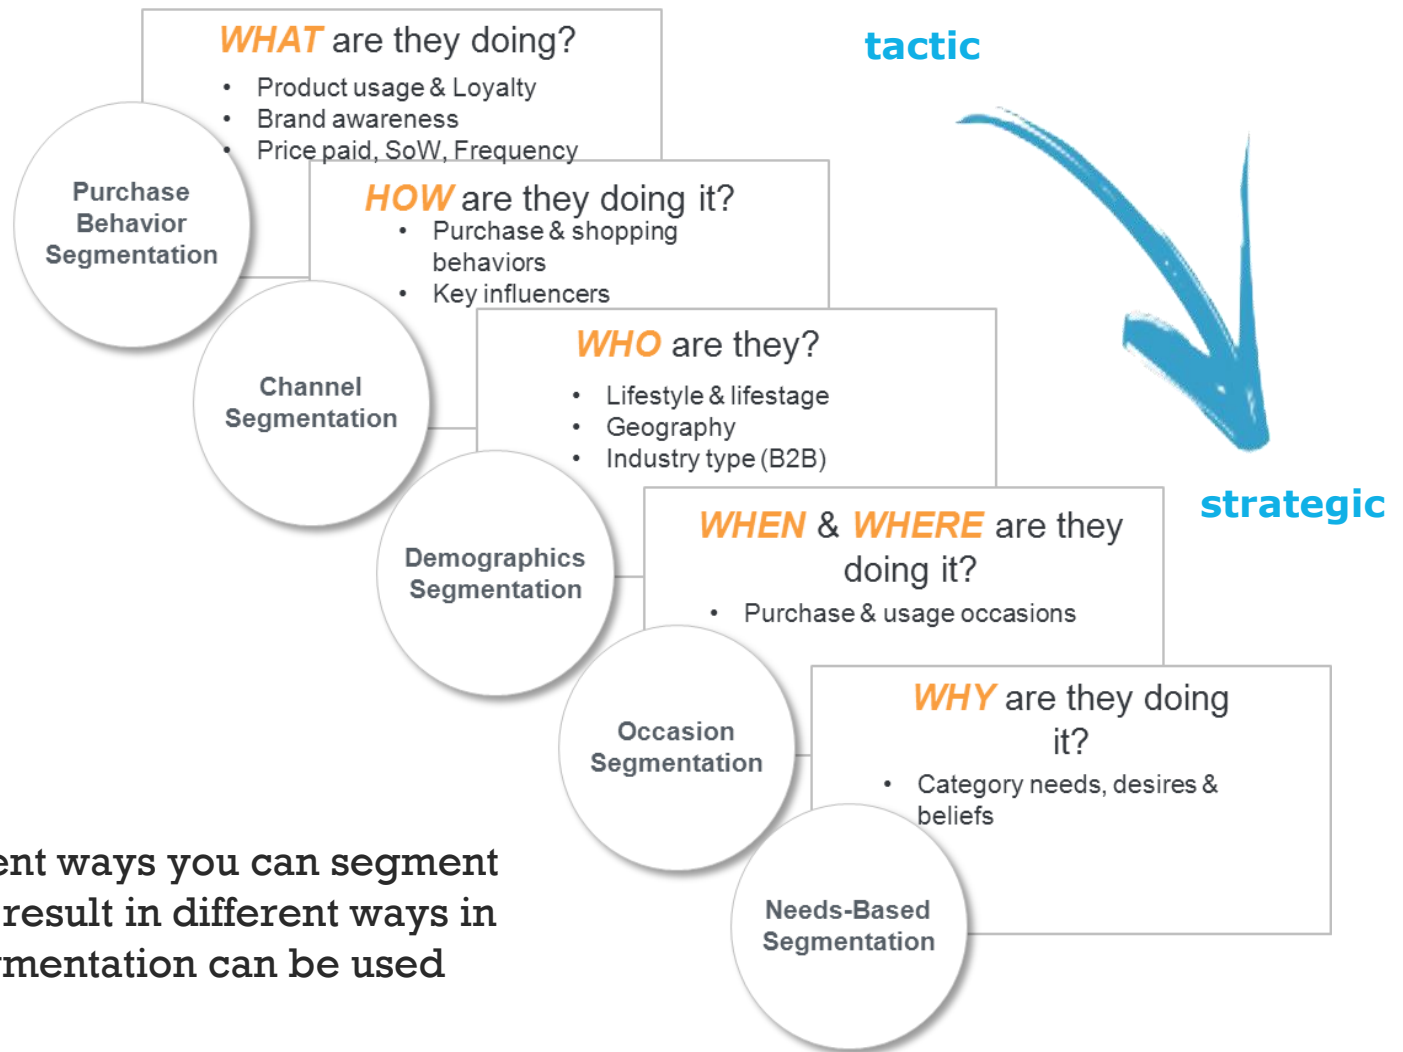 WHAT are they doing?
• Product usage & Loyalty
• Brand awareness
• Price paid, SoW, Frequency
Purchase
Behavior
Segmentation
tactic
HOW are they doing it?
• Purchase & shopping
behaviors
• Key influencers
Channel
Segmentation
WHO are they?
• Lifestyle & lifestage
• Geography
• Industry type (B2B)
Demographics
Segmentation
strategic
WHEN & WHERE are they
doing it?
• Purchase & usage occasions
Occasion
Segmentation
WHY are they doing
it?
• Category needs, desires &
beliefs
Needs-Based
Segmentation
ways you can segment
result in different ways in
can be used